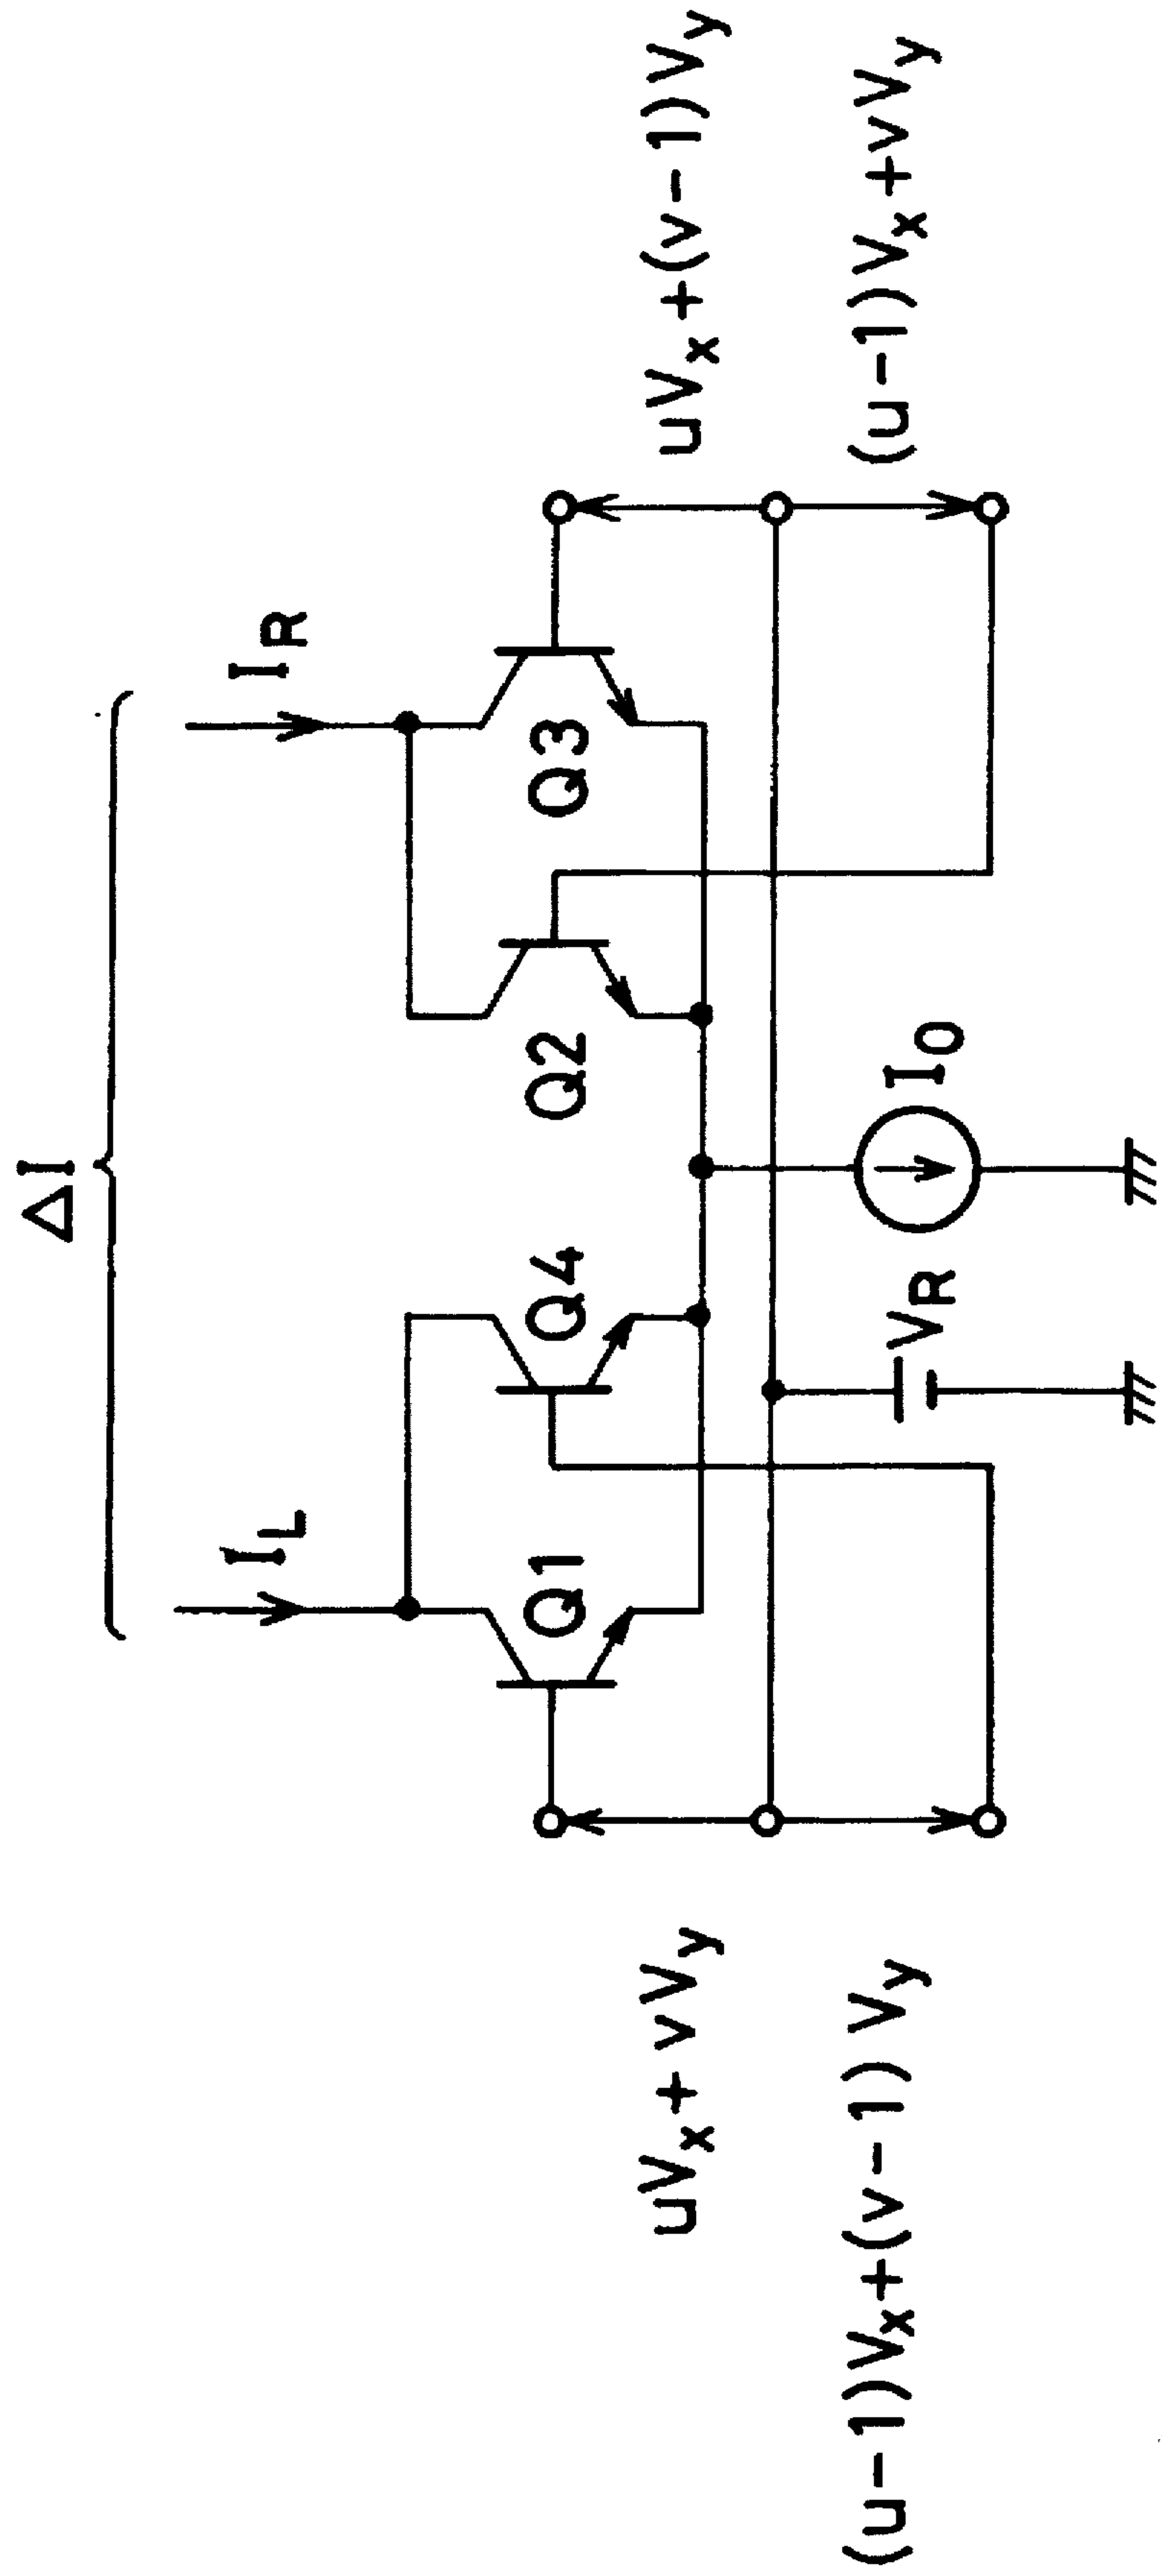 ΔI
I_L
I_R
Q1
Q4
Q2
Q3
uV_x+vV_y
uV_x+(v-1)V_y
(u-1)V_x+(v-1)V_y
(u-1)V_x+vV_y
V_R
I_O